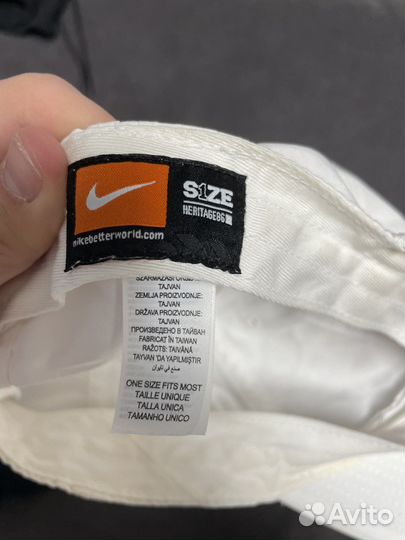 S1ZE
HERITAGE86
nikebetterworld.com
SZÁRMAZÁSI ORSZÁG:
TAJVAN
ZEMLJA PROIZVODNJE:
TAJVAN
DRŽAVA PROIZVODNJE:
TAJVAN
ПРОИЗВЕДЕНО В ТАЙВАН
FABRICAT ÎN TAIWAN
RAŽOTS: TAIVĀNĀ
TAYVAN 'DA YAPILMIŞTIR
صنع في تايوان
ONE SIZE FITS MOST
TAILLE UNIQUE
TALLA UNICA
TAMANHO UNICO
Avito